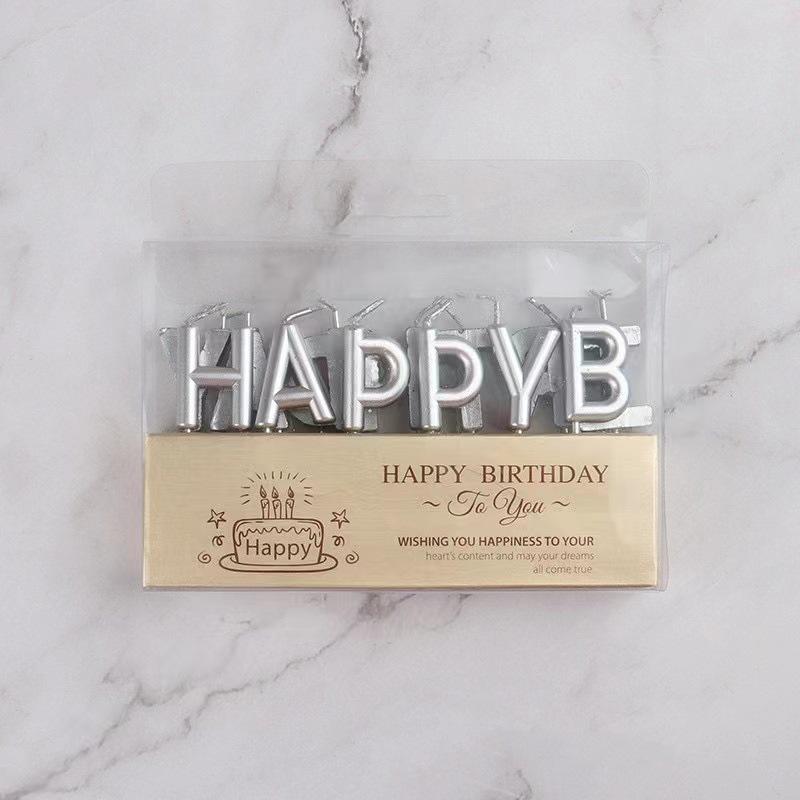 HAPPYB
HAPPY BIRTHDAY
~ To You ~
Happy
WISHING YOU HAPPINESS TO YOUR
heart's content and may your dreams
all come true.